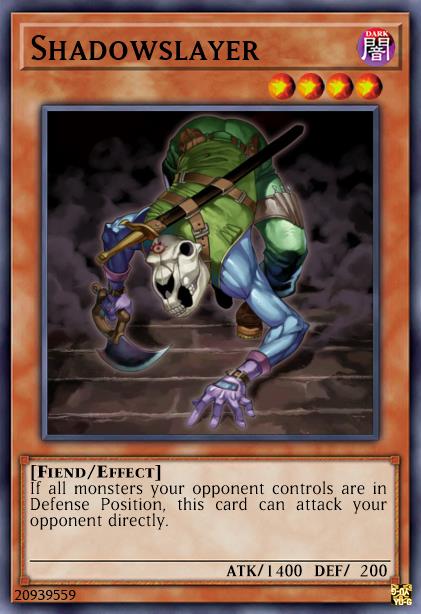 Shadowslayer
DARK
闇
[Fiend/Effect]
If all monsters your opponent controls are in
Defense Position, this card can attack your
opponent directly.
ATK/1400 DEF/ 200
20939559